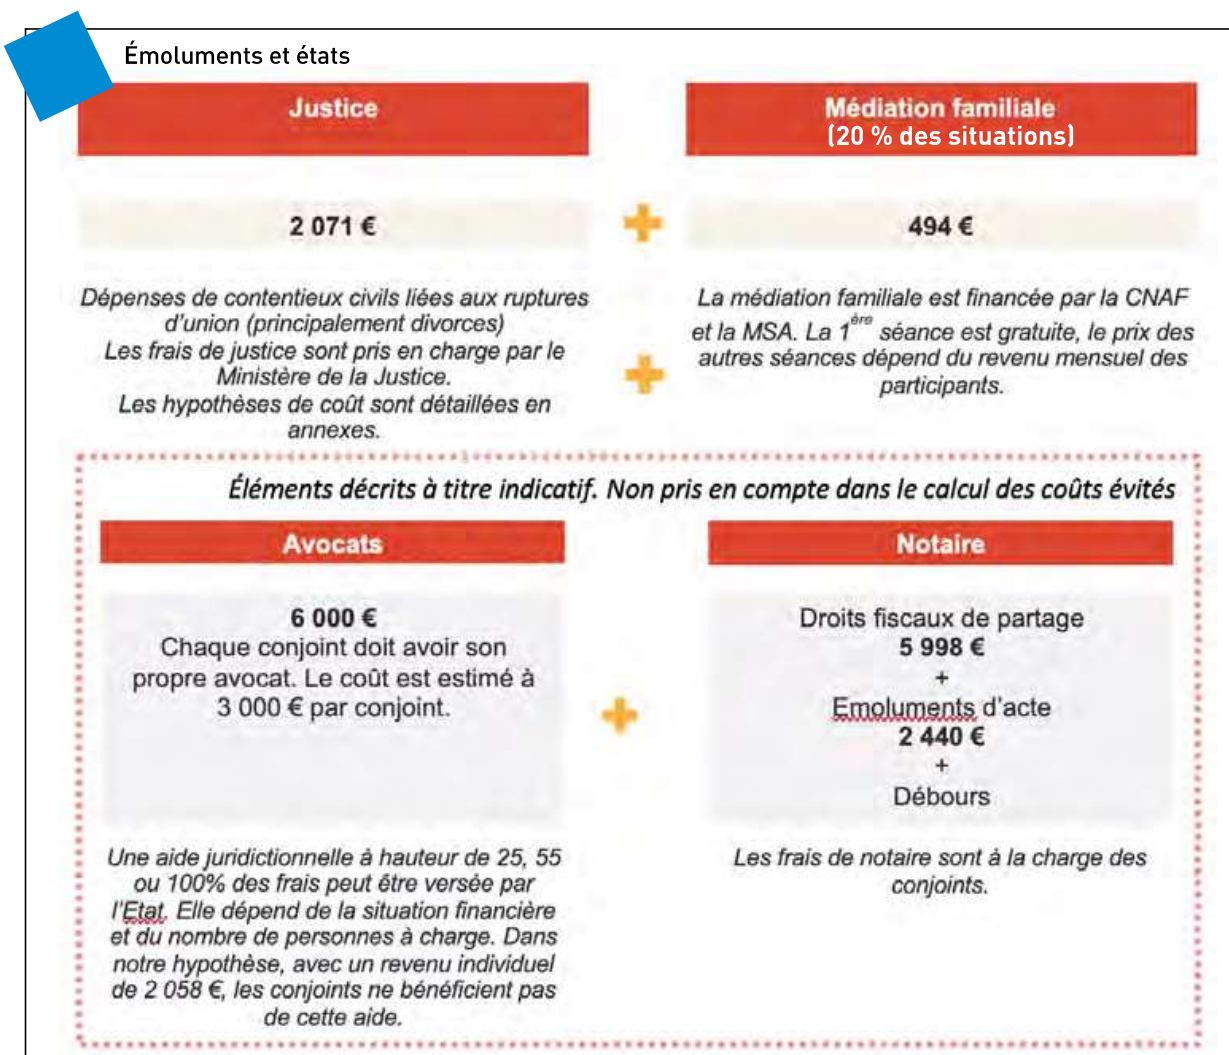 Émoluments et états
Justice
2 071 €
Dépenses de contentieux civils liées aux ruptures
d'union (principalement divorces)
Les frais de justice sont pris en charge par le
Ministère de la Justice.
Les hypothèses de coût sont détaillées en
annexes.
Médiation familiale
(20 % des situations)
494 €
La médiation familiale est financée par la CNAF
et la MSA. La 1ère séance est gratuite, le prix des
autres séances dépend du revenu mensuel des
participants.
Éléments décrits à titre indicatif. Non pris en compte dans le calcul des coûts évités
Avocats
6 000 €
Chaque conjoint doit avoir son
propre avocat. Le coût est estimé à
3 000 € par conjoint.
Une aide juridictionnelle à hauteur de 25, 55
ou 100% des frais peut être versée par
l'Etat. Elle dépend de la situation financière
et du nombre de personnes à charge. Dans
notre hypothèse, avec un revenu individuel
de 2 058 €, les conjoints ne bénéficient pas
de cette aide.
Notaire
Droits fiscaux de partage
5 998 €
+
Emoluments d'acte
2 440 €
+
Débours
Les frais de notaire sont à la charge des
conjoints.